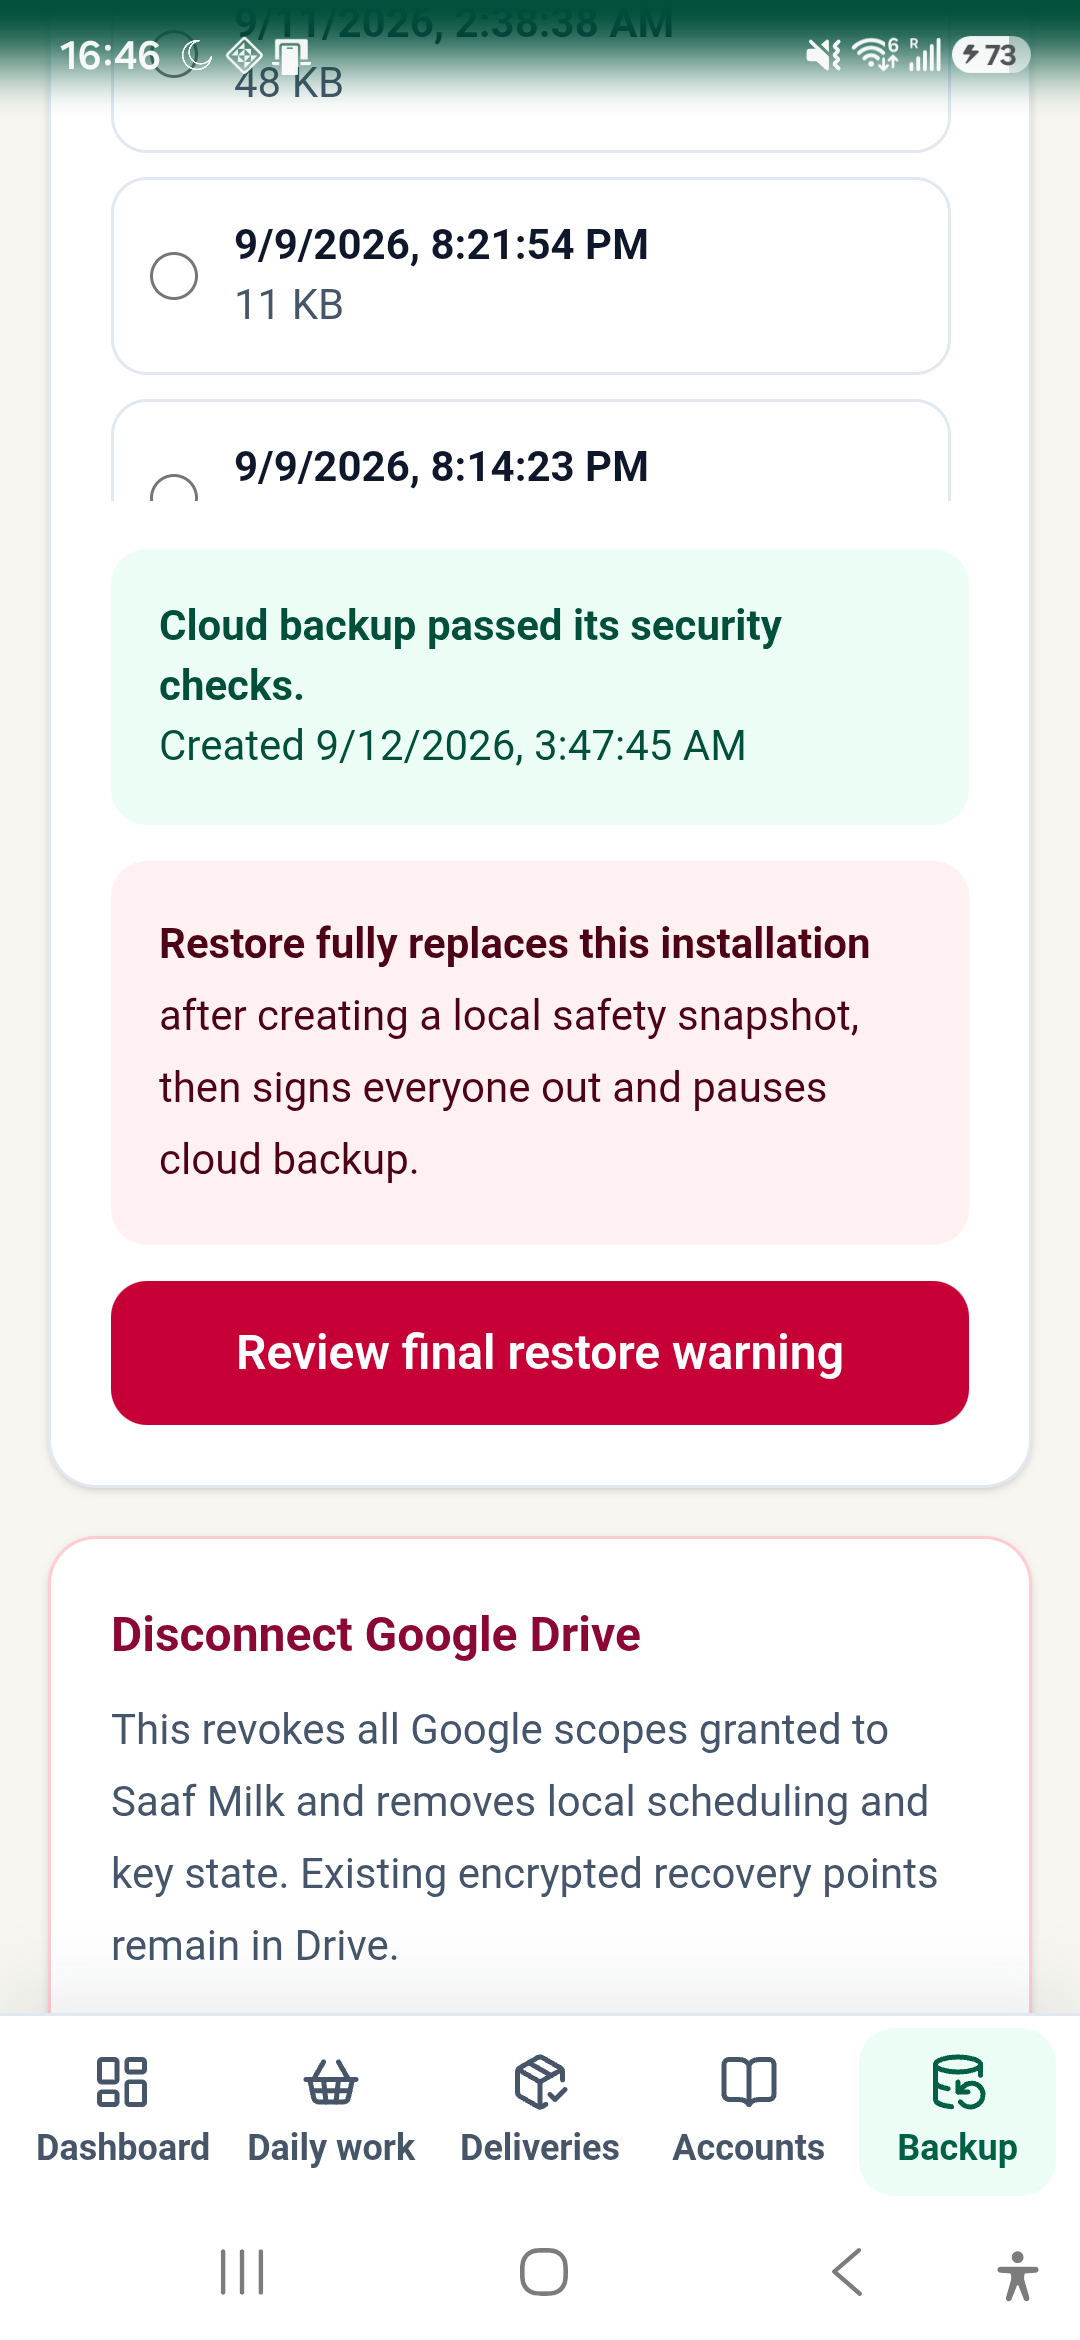 9/11/2026, 2:38:38 AM
16:46
6
R
73
48 KB
9/9/2026, 8:21:54 PM
11 KB
9/9/2026, 8:14:23 PM
Cloud backup passed its security
checks.
Created 9/12/2026, 3:47:45 AM
Restore fully replaces this installation
after creating a local safety snapshot,
then signs everyone out and pauses
cloud backup.
Review final restore warning
Disconnect Google Drive
This revokes all Google scopes granted to
Saaf Milk and removes local scheduling and
key state. Existing encrypted recovery points
remain in Drive.
Dashboard
Daily work
Deliveries
Accounts
Backup